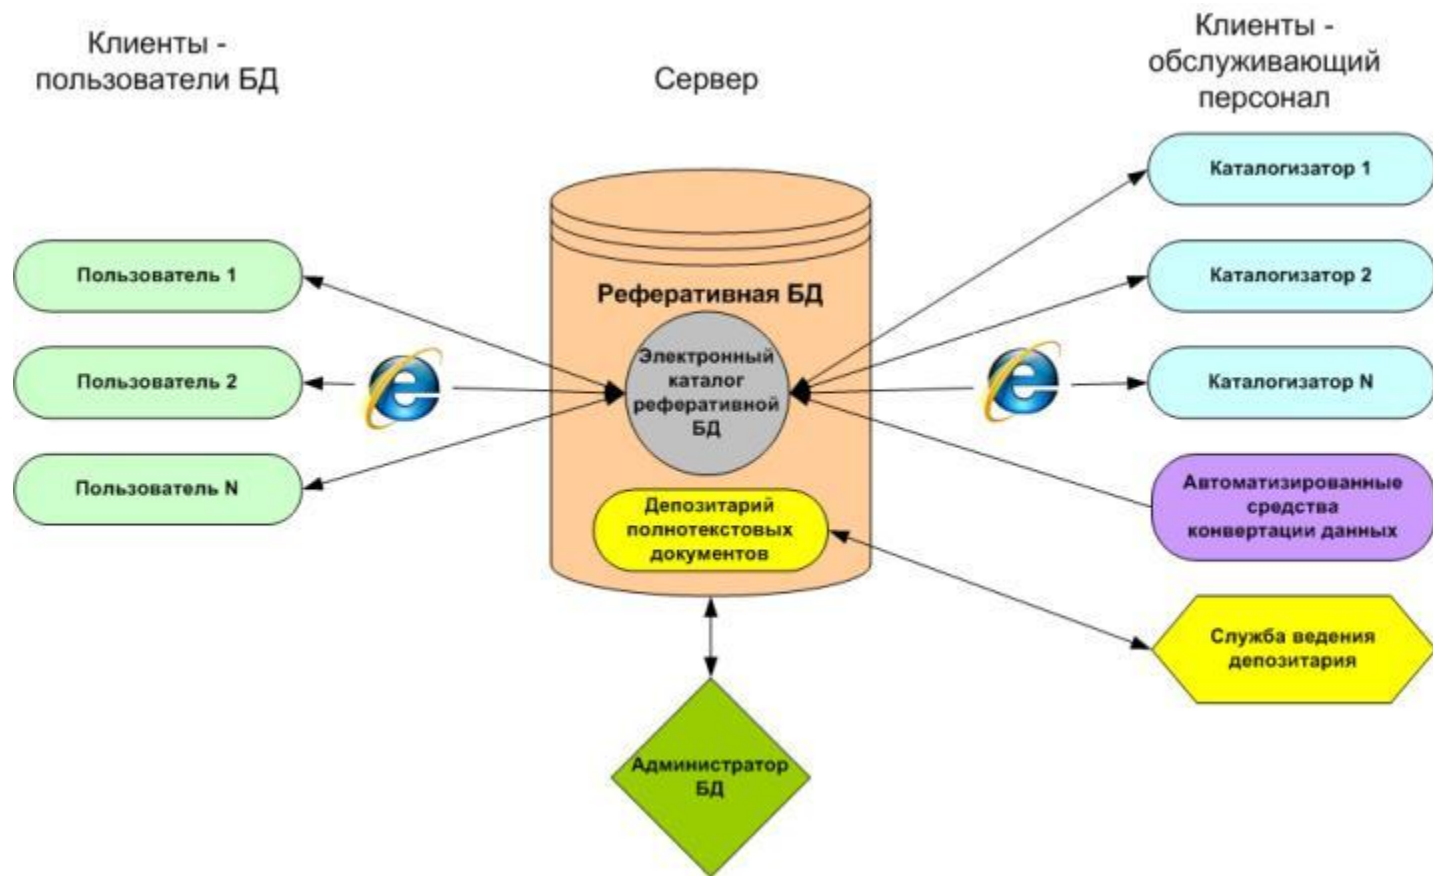 Клиенты -
пользователи БД
Сервер
Клиенты -
обслуживающий
персонал
Пользователь 1
Пользователь 2
Пользователь N
Реферативная БД
Электронный
каталог
реферативной
БД
Депозитарий
полнотекстовых
документов
Администратор
БД
Каталогизатор 1
Каталогизатор 2
Каталогизатор N
Автоматизированные
средства
конвертации данных
Служба ведения
депозитария